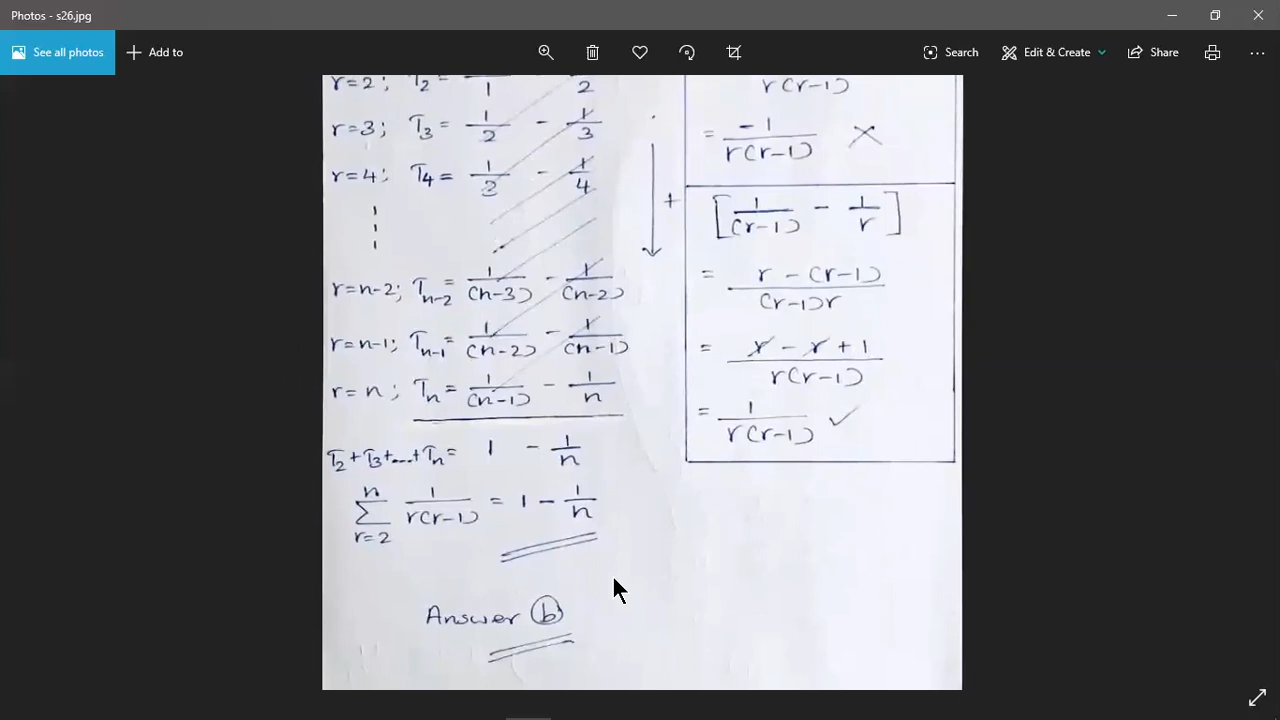 Photos - s26.jpg
See all photos
Add to
Search
Edit & Create
Share
r=2; T₂ = 1/1 - 1/2
r=3; T₃ = 1/2 - 1/3
r=4; T₄ = 1/3 - 1/4
r=n-2; Tₙ₋₂ = 1/(n-3) - 1/(n-2)
r=n-1; Tₙ₋₁ = 1/(n-2) - 1/(n-1)
r=n; Tₙ = 1/(n-1) - 1/n
T₂+T₃+....+Tₙ = 1 - 1/n
∑ⁿᵣ₌₂ 1/r(r-1) = 1 - 1/n
Answer ⓑ
+
r(r-1)
= -1/r(r-1) ✗
[1/(r-1) - 1/r]
= r - (r-1)/(r-1)r
= r - r + 1/r(r-1)
= 1/r(r-1) ✓